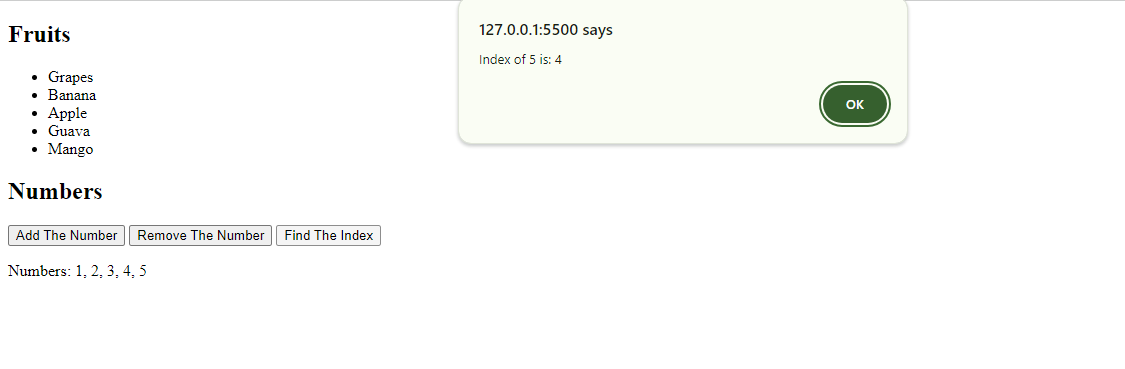 127.0.0.1:5500 says
Index of 5 is: 4
OK
Fruits
Grapes
Banana
Apple
Guava
Mango
Numbers
Add The Number Remove The Number Find The Index
Numbers: 1, 2, 3, 4, 5